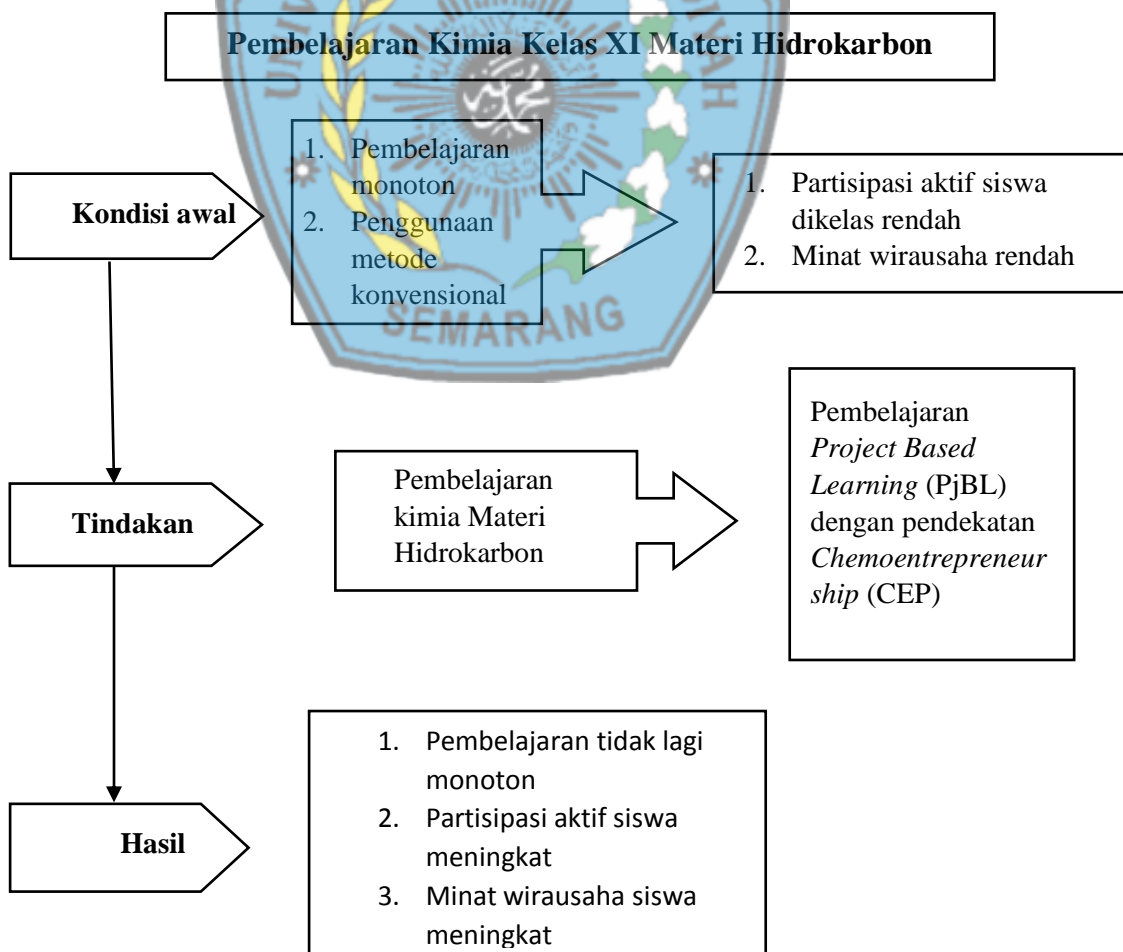 Pembelajaran Kimia Kelas XI Materi Hidrokarbon
UNIV
DIYAH
SEMARANG
Kondisi awal
1. Pembelajaran
monoton
2. Penggunaan
metode
konvensional
1. Partisipasi aktif siswa
dikelas rendah
2. Minat wirausaha rendah
Tindakan
Pembelajaran
kimia Materi
Hidrokarbon
Pembelajaran
Project Based
Learning (PjBL)
dengan pendekatan
Chemoentrepreneur
ship (CEP)
Hasil
1. Pembelajaran tidak lagi
monoton
2. Partisipasi aktif siswa
meningkat
3. Minat wirausaha siswa
meningkat